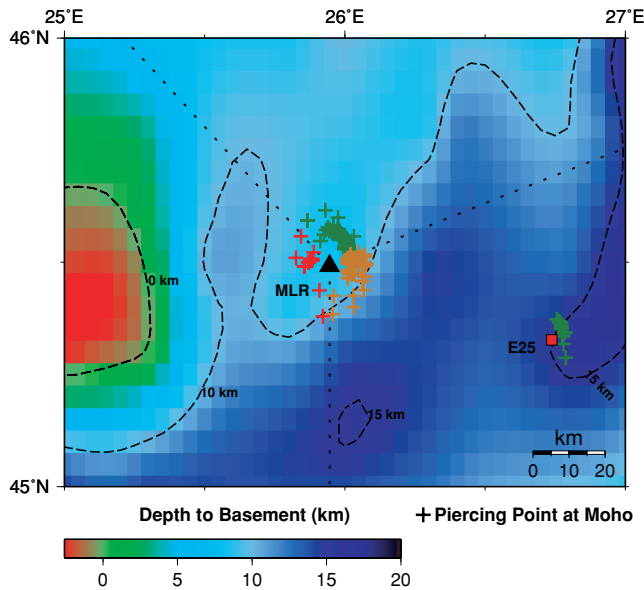 25°E 26°E 27°E
46°N
0 km
MLR
E25
10 km
15 km
15 km
km
0 10 20
45°N
Depth to Basement (km) +Piercing Point at Moho
0 5 10 15 20